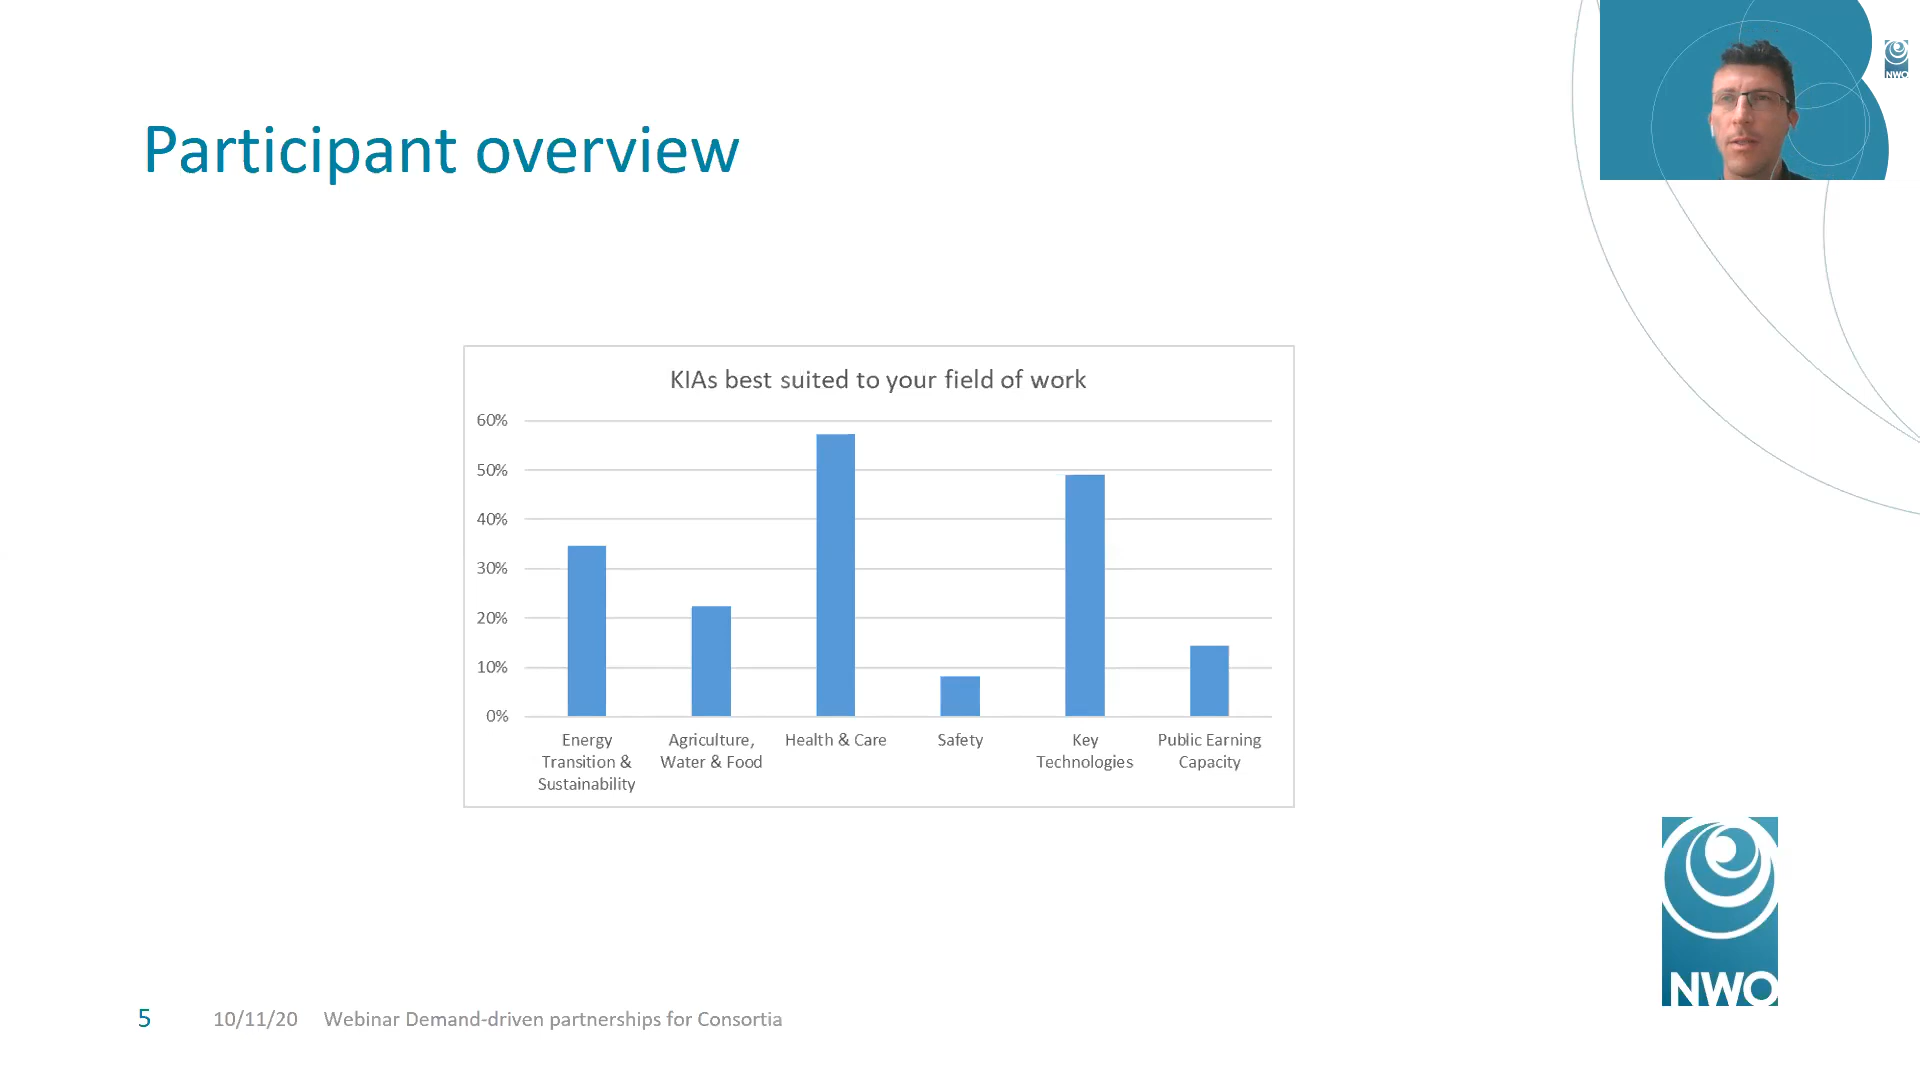 NWO
Participant overview
KIAs best suited to your field of work
60%
50%
40%
30%
20%
10%
0%
Energy
Transition &
Sustainability
Agriculture,
Water & Food
Health & Care
Safety
Key
Technologies
Public Earning
Capacity
NWO
5 10/11/20 Webinar Demand-driven partnerships for Consortia